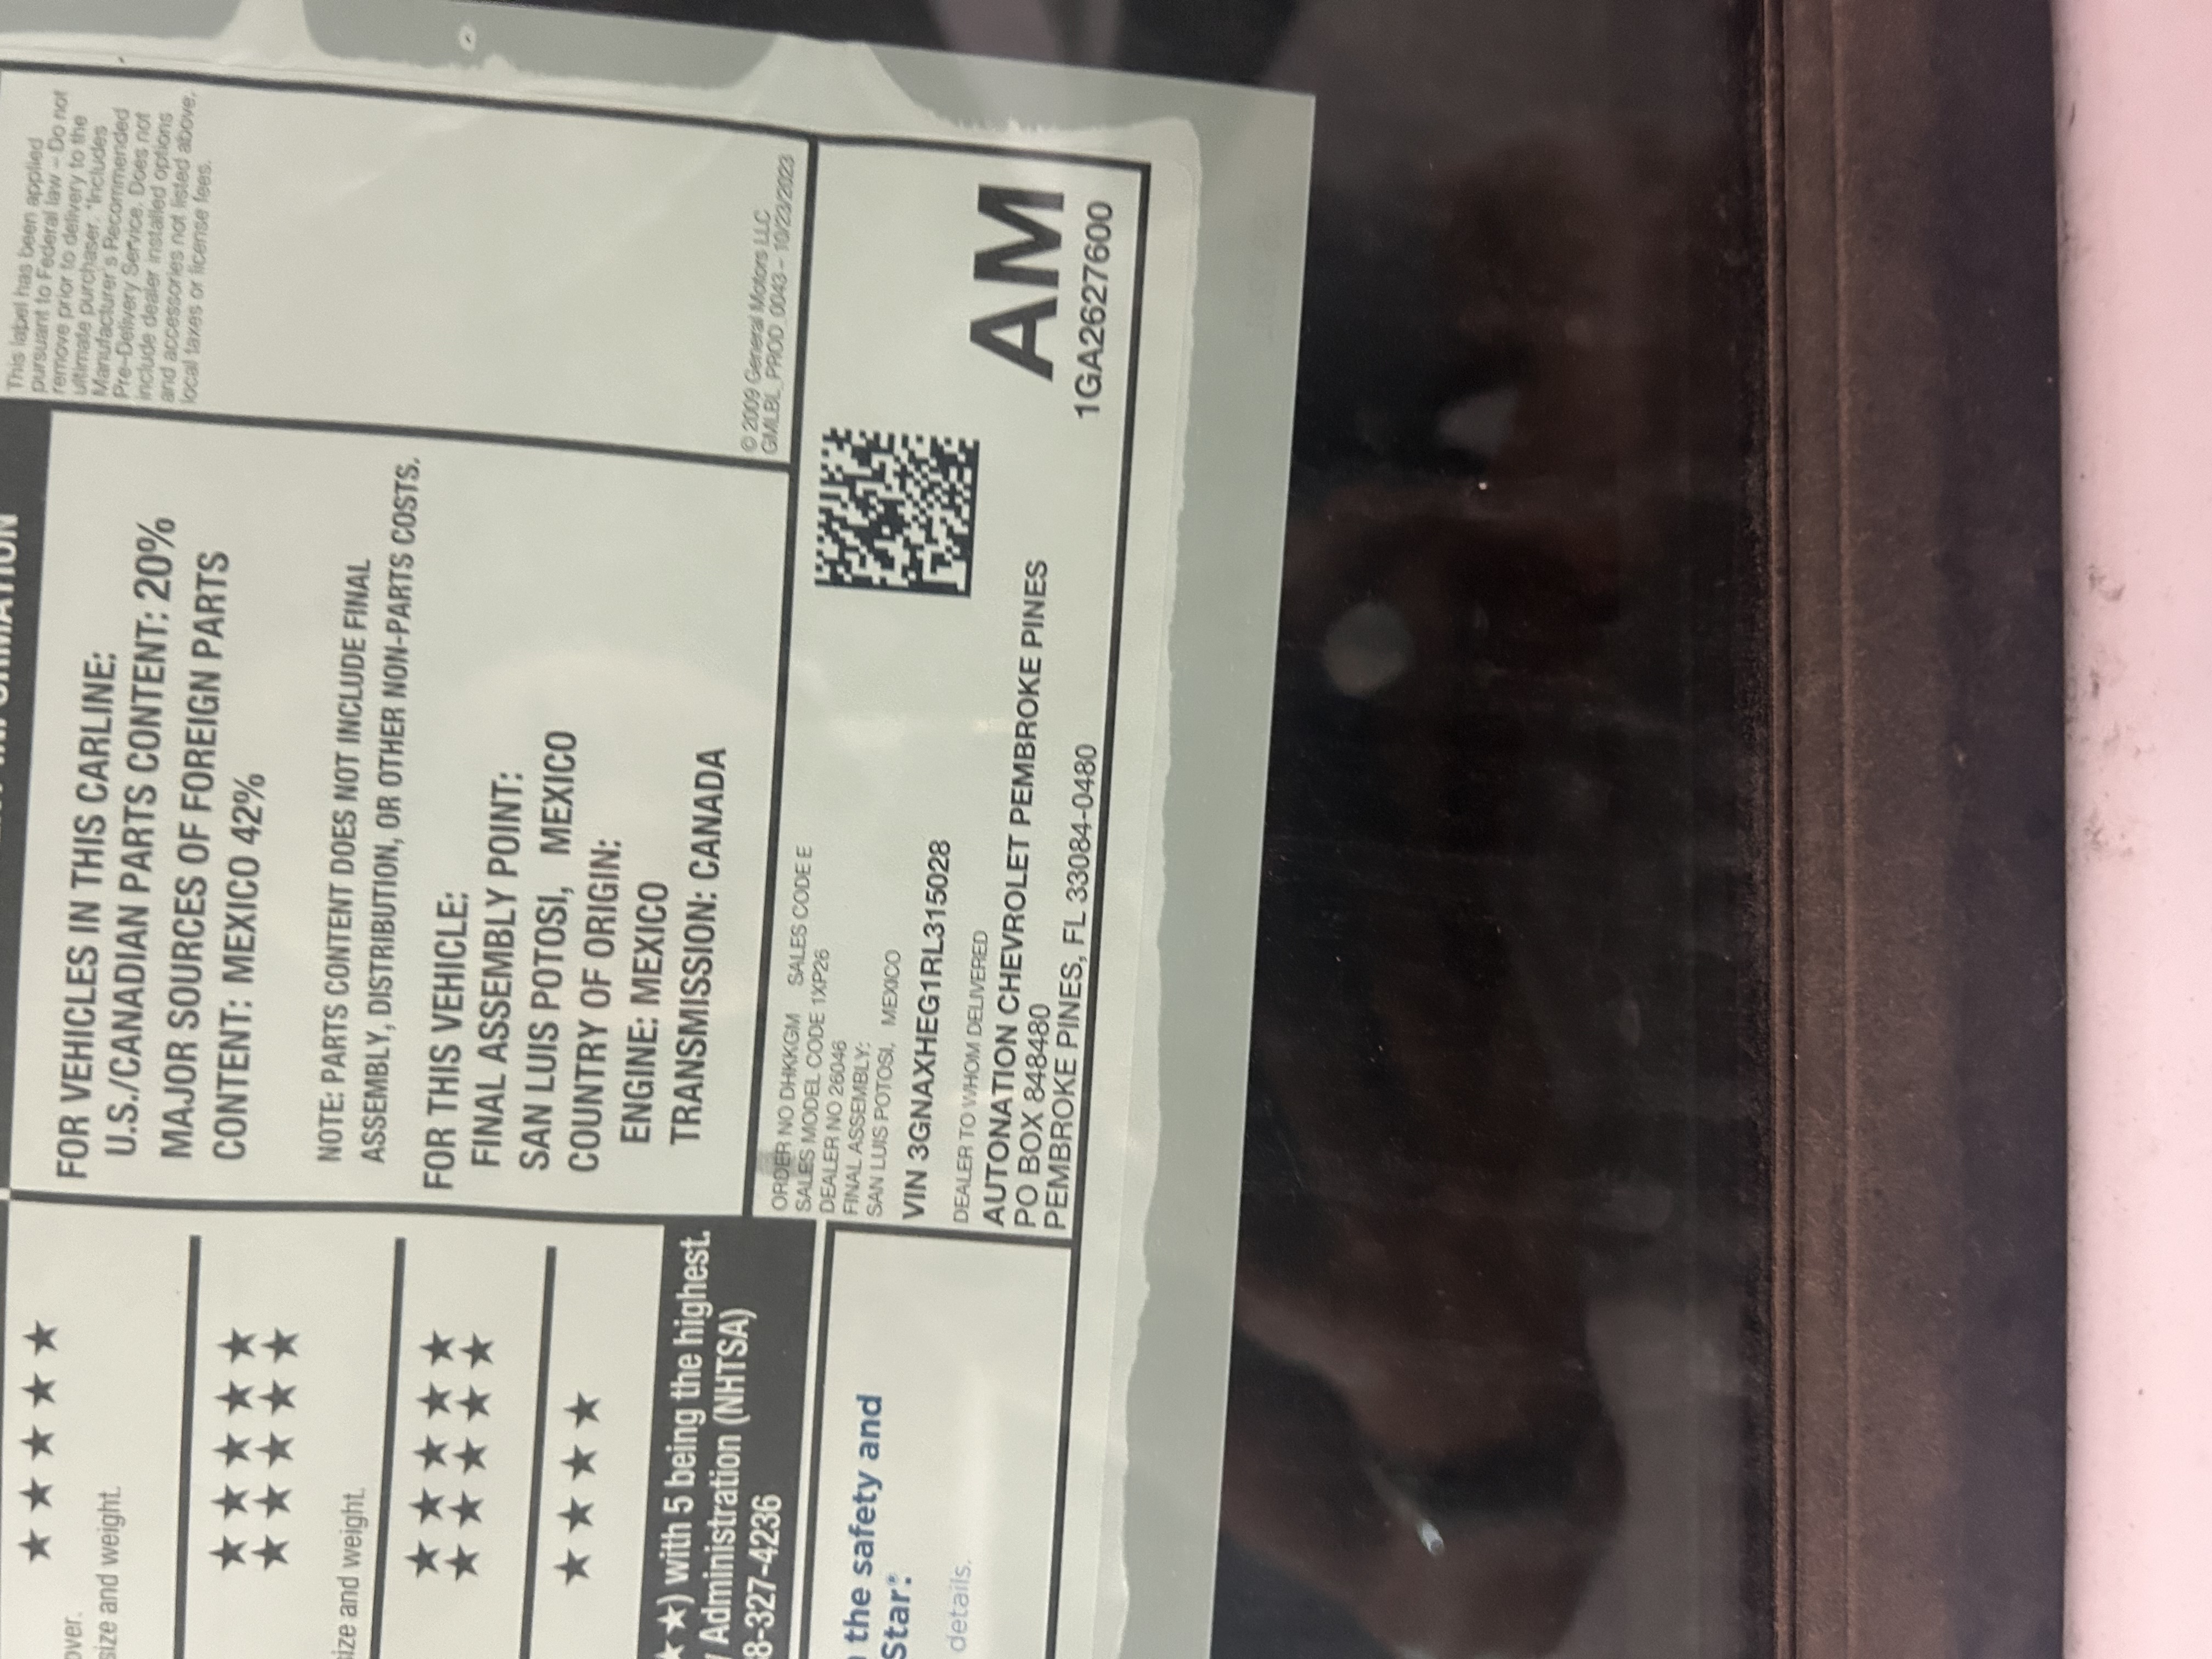 This label has been applied
pursuant to Federal law – Do not
remove prior to delivery to the
ultimate purchaser. *Includes
Manufacturer's Recommended
Pre-Delivery Service. Does not
include dealer installed options
and accessories not listed above,
local taxes or license fees.
© 2009 General Motors LLC
GMLBL_PROD_0043 - 10/23/2023
FOR VEHICLES IN THIS CARLINE:
U.S./CANADIAN PARTS CONTENT: 20%
MAJOR SOURCES OF FOREIGN PARTS
CONTENT: MEXICO 42%
NOTE: PARTS CONTENT DOES NOT INCLUDE FINAL
ASSEMBLY, DISTRIBUTION, OR OTHER NON-PARTS COSTS.
FOR THIS VEHICLE:
FINAL ASSEMBLY POINT:
SAN LUIS POTOSI, MEXICO
COUNTRY OF ORIGIN:
ENGINE: MEXICO
TRANSMISSION: CANADA
over.
size and weight.
size and weight.
★★) with 5 being the highest.
Administration (NHTSA)
8-327-4236
the safety and
Star®.
details.
ORDER NO DHKKGM SALES CODE E
SALES MODEL CODE 1XP26
DEALER NO 26046
FINAL ASSEMBLY:
SAN LUIS POTOSI, MEXICO
VIN 3GNAXHEG1RL315028
DEALER TO WHOM DELIVERED
AUTONATION CHEVROLET PEMBROKE PINES
PO BOX 848480
PEMBROKE PINES, FL 33084-0480
AM
1GA2627600